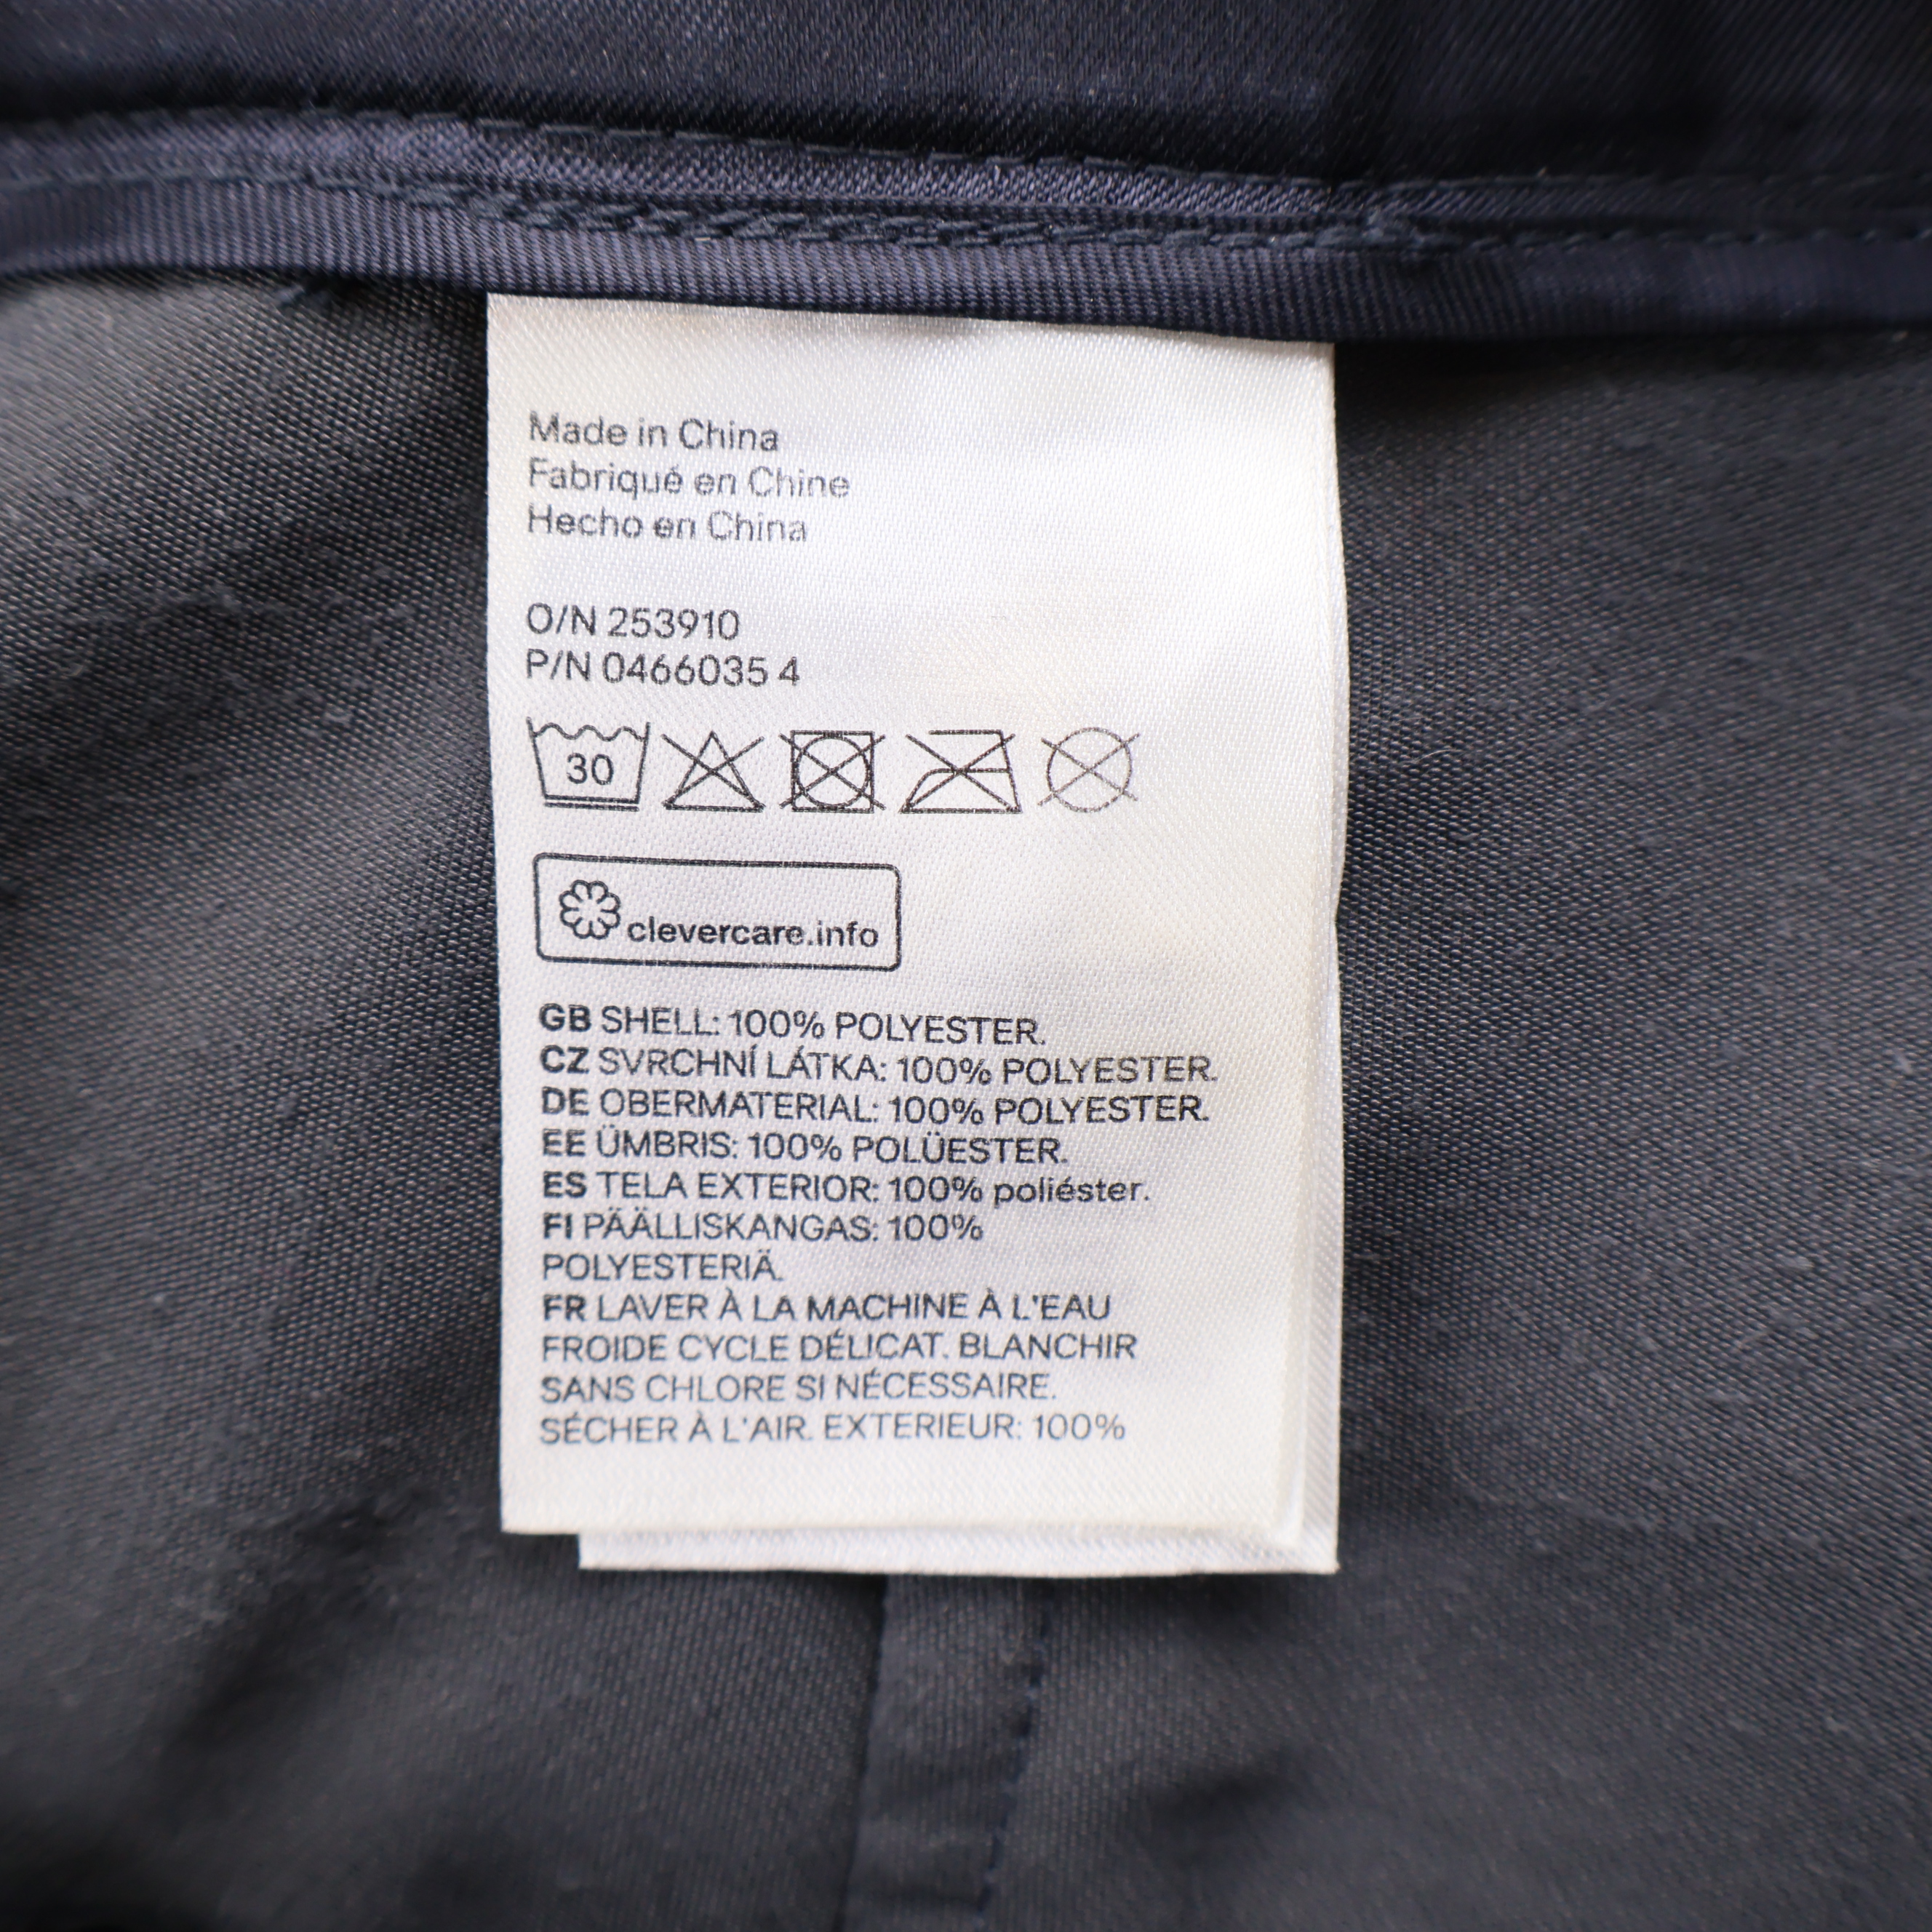 Made in China
Fabriqué en Chine
Hecho en China
O/N 253910
P/N 0466035 4
30
clevercare.info
GB SHELL: 100% POLYESTER.
CZ SVRCHNÍ LÁTKA: 100% POLYESTER.
DE OBERMATERIAL: 100% POLYESTER.
EE ÜMBRIS: 100% POLÜESTER.
ES TELA EXTERIOR: 100% poliéster.
FI PÄÄLLISKANGAS: 100%
POLYESTERIÄ.
FR LAVER À LA MACHINE À L'EAU
FROIDE CYCLE DÉLICAT. BLANCHIR
SANS CHLORE SI NÉCESSAIRE.
SÉCHER À L'AIR. EXTERIEUR: 100%